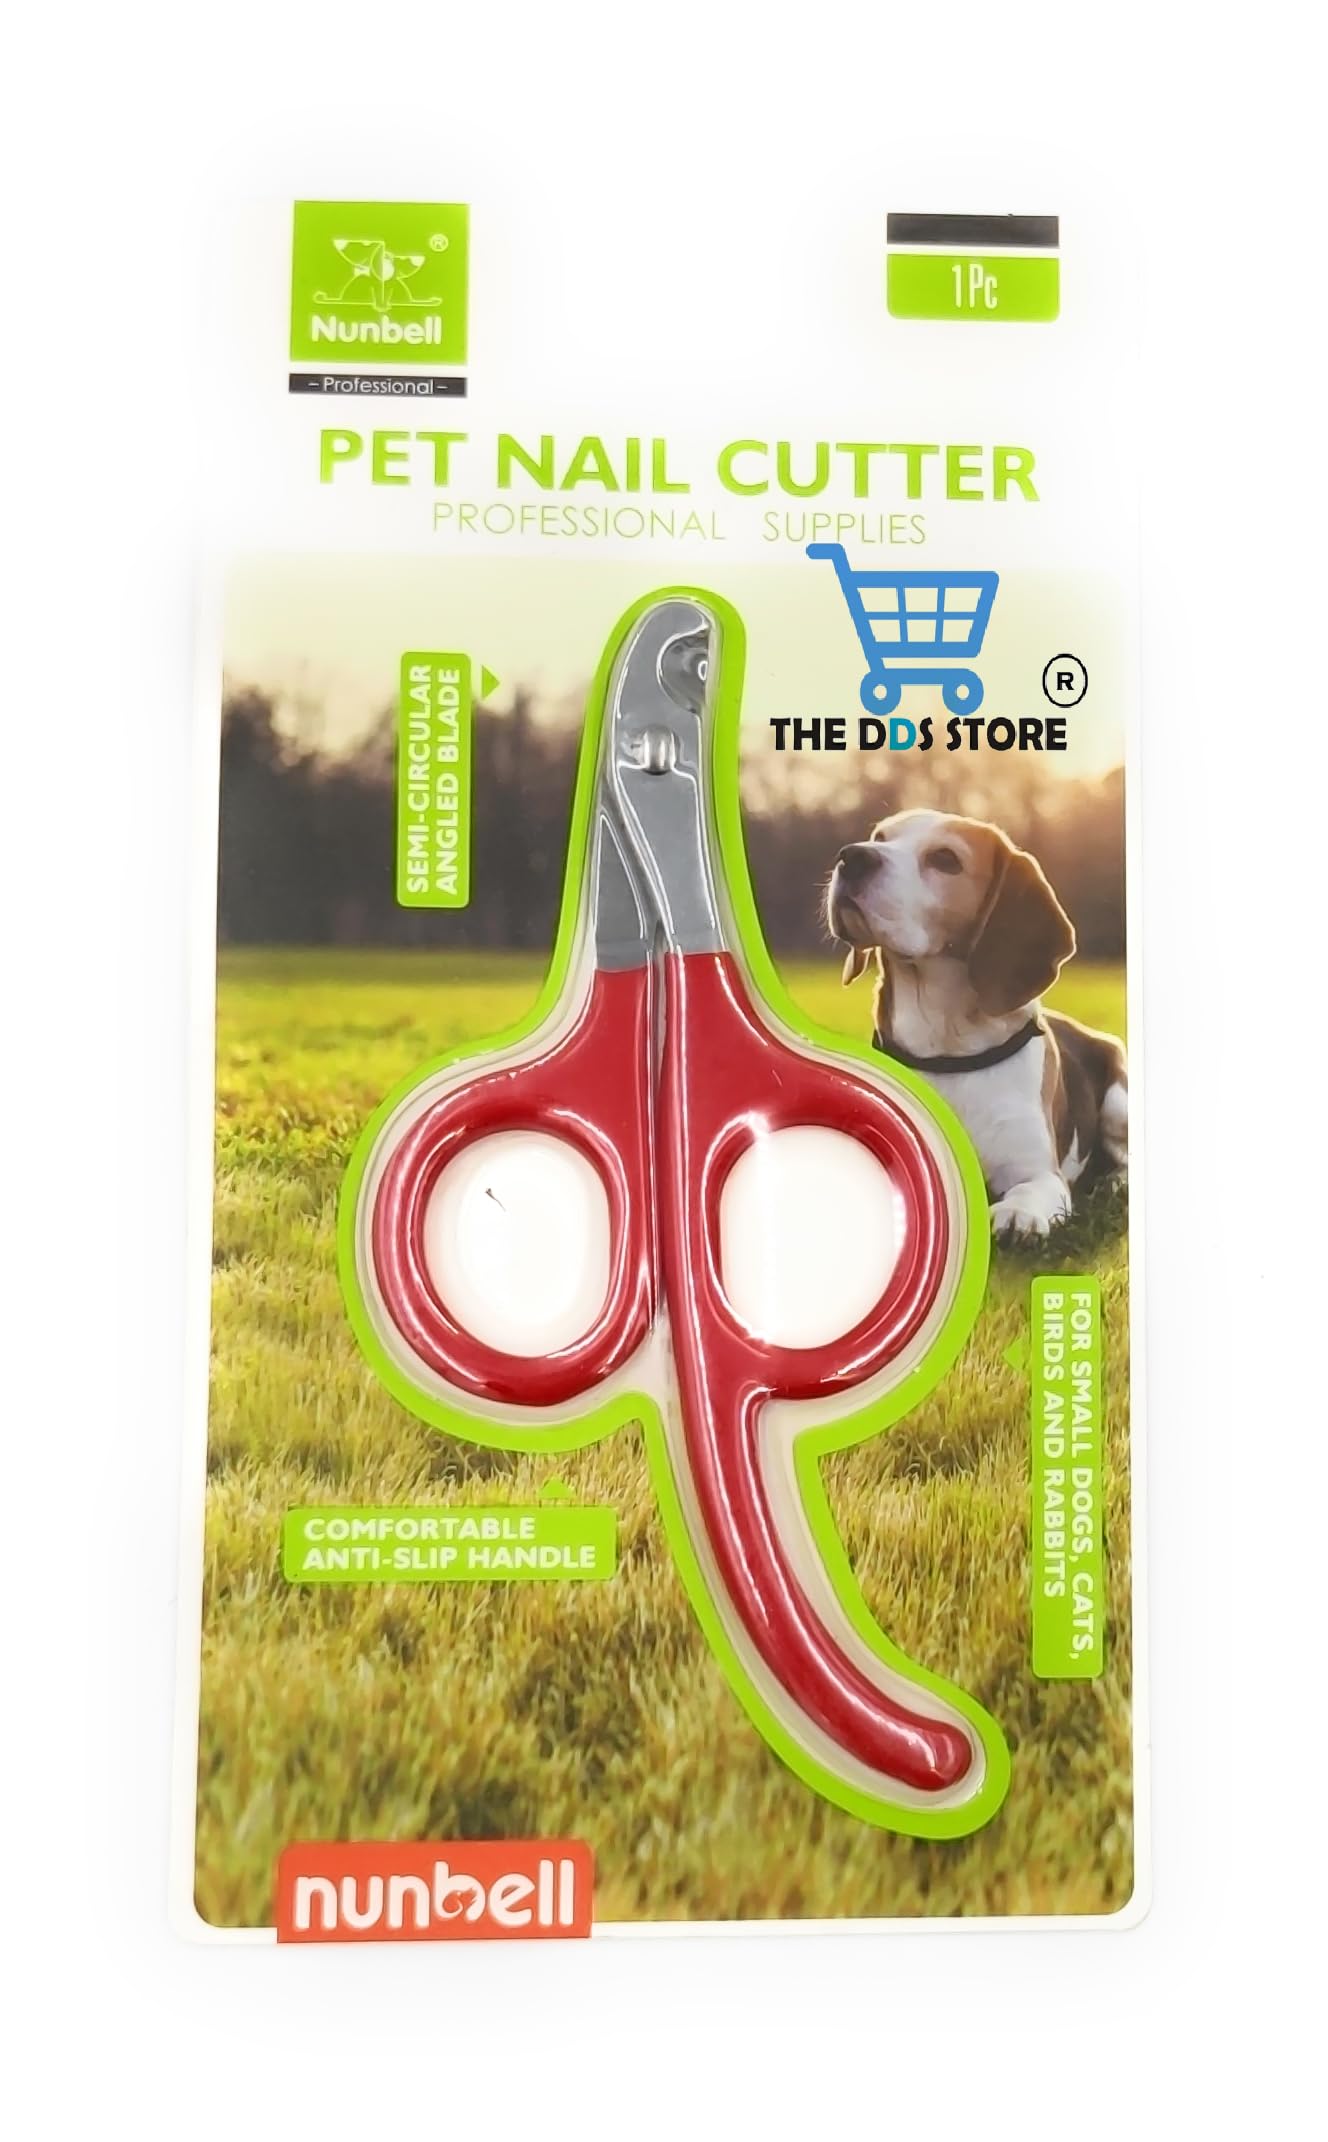 ®
Nunbell
– Professional –
1Pc
PET NAIL CUTTER
PROFESSIONAL SUPPLIES
THE DDS STORE
R
SEMI-CIRCULAR
ANGLED BLADE
FOR SMALL DOGS, CATS,
BIRDS AND RABBITS
COMFORTABLE
ANTI-SLIP HANDLE
nunbell